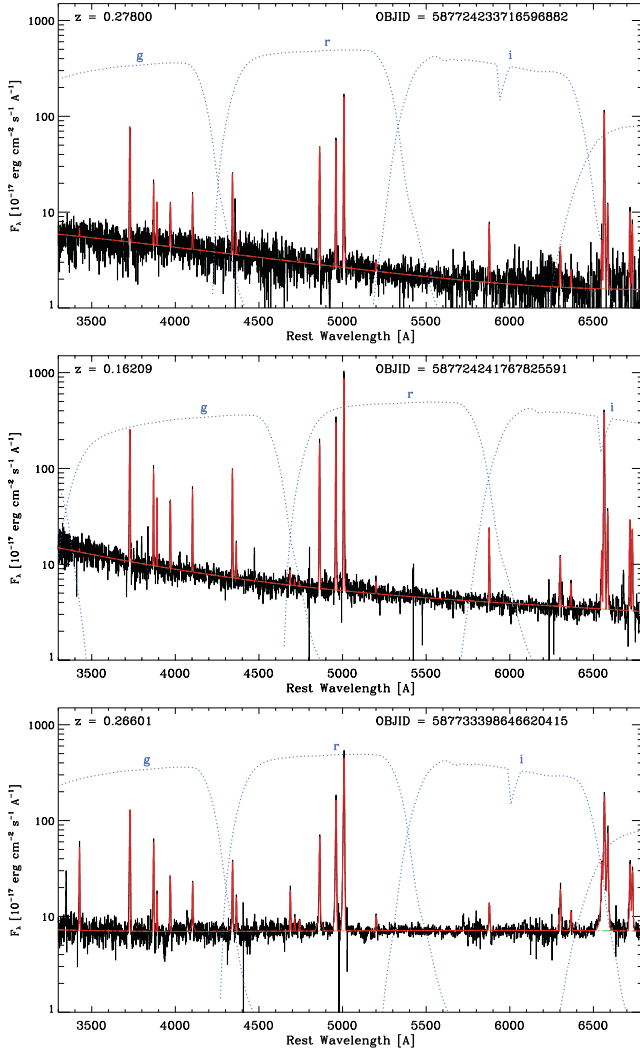 z = 0.27800 OBJID = 587724233716596882
g r i
1000
100
10
1
F_λ [10^-17 erg cm^-2 s^-1 A^-1]
3500 4000 4500 5000 5500 6000 6500
Rest Wavelength [A]
z = 0.16209 OBJID = 587724241767825591
g r i
1000
100
10
1
F_λ [10^-17 erg cm^-2 s^-1 A^-1]
3500 4000 4500 5000 5500 6000 6500
Rest Wavelength [A]
z = 0.26601 OBJID = 587733398646620415
g r i
1000
100
10
1
F_λ [10^-17 erg cm^-2 s^-1 A^-1]
3500 4000 4500 5000 5500 6000 6500
Rest Wavelength [A]